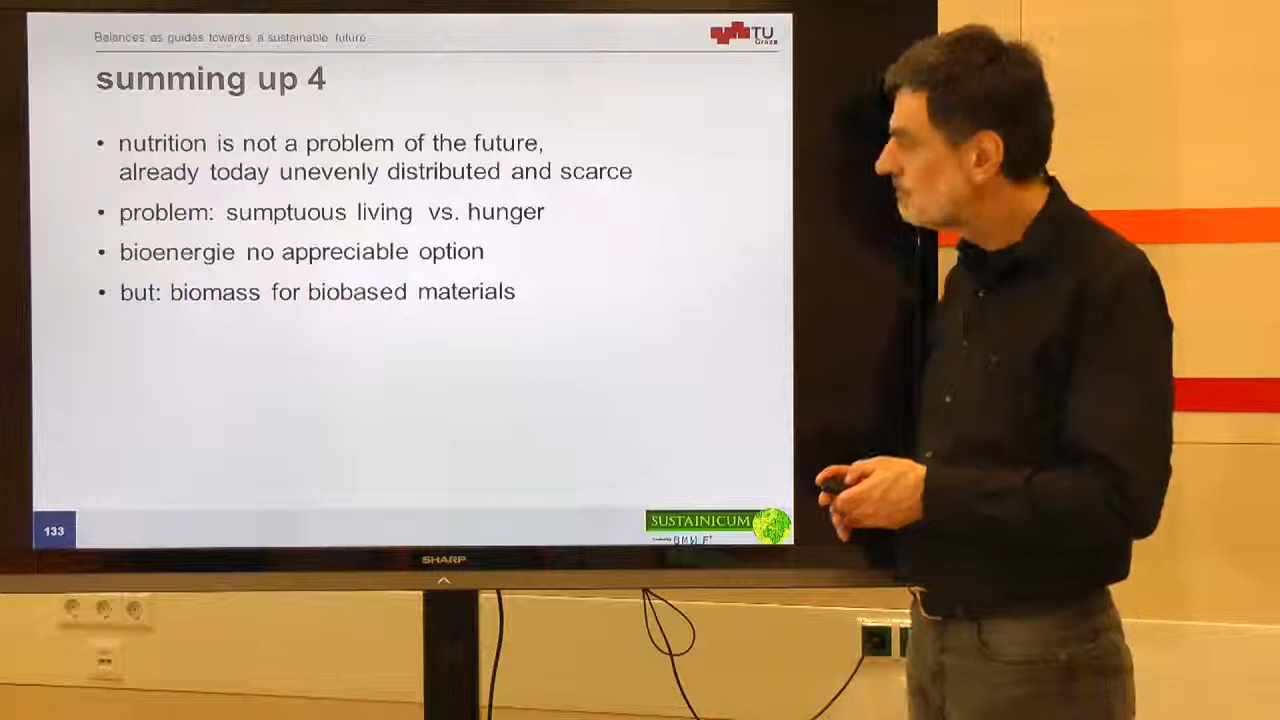 Balances as guides towards a sustainable future
TU
Graz
summing up 4
• nutrition is not a problem of the future,
already today unevenly distributed and scarce
• problem: sumptuous living vs. hunger
• bioenergie no appreciable option
• but: biomass for biobased materials
133
SUSTAINICUM
BMWF
SHARP